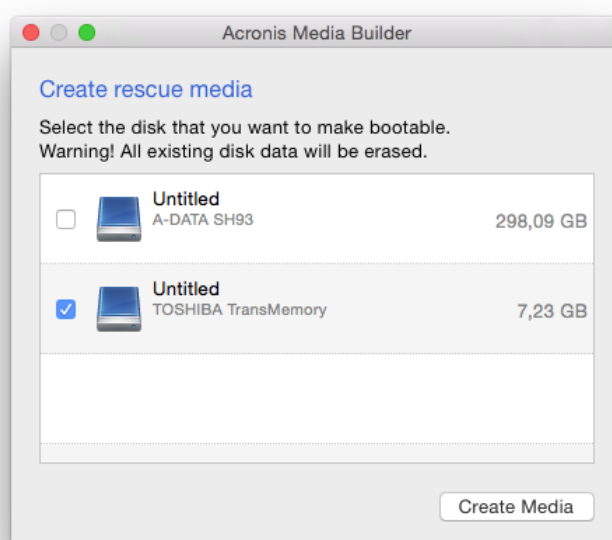 Acronis Media Builder
Create rescue media
Select the disk that you want to make bootable.
Warning! All existing disk data will be erased.
Untitled
A-DATA SH93
298,09 GB
Untitled
TOSHIBA TransMemory
7,23 GB
Create Media